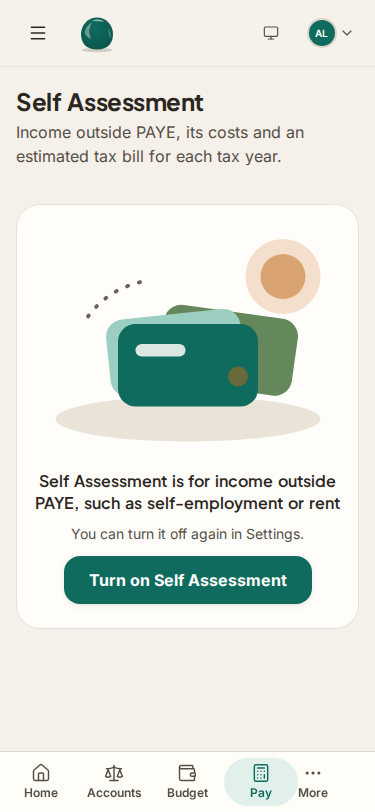 AL
Self Assessment
Income outside PAYE, its costs and an
estimated tax bill for each tax year.
Self Assessment is for income outside
PAYE, such as self-employment or rent
You can turn it off again in Settings.
Turn on Self Assessment
Home Accounts Budget Pay More